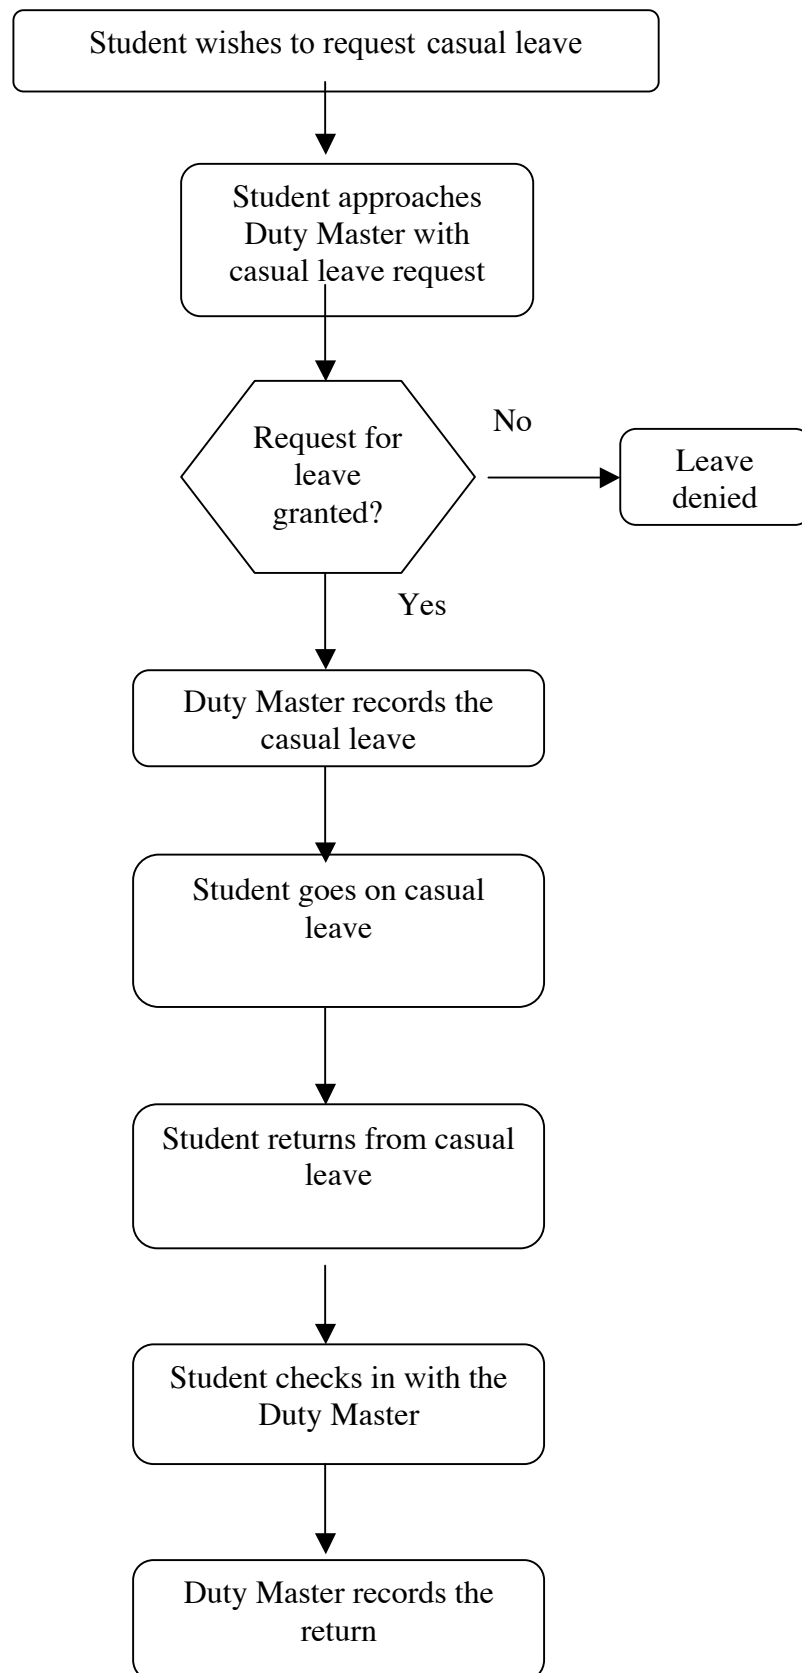 Student wishes to request casual leave
Student approaches
Duty Master with
casual leave request
Request for
leave
granted?
No
Leave
denied
Yes
Duty Master records the
casual leave
Student goes on casual
leave
Student returns from casual
leave
Student checks in with the
Duty Master
Duty Master records the
return